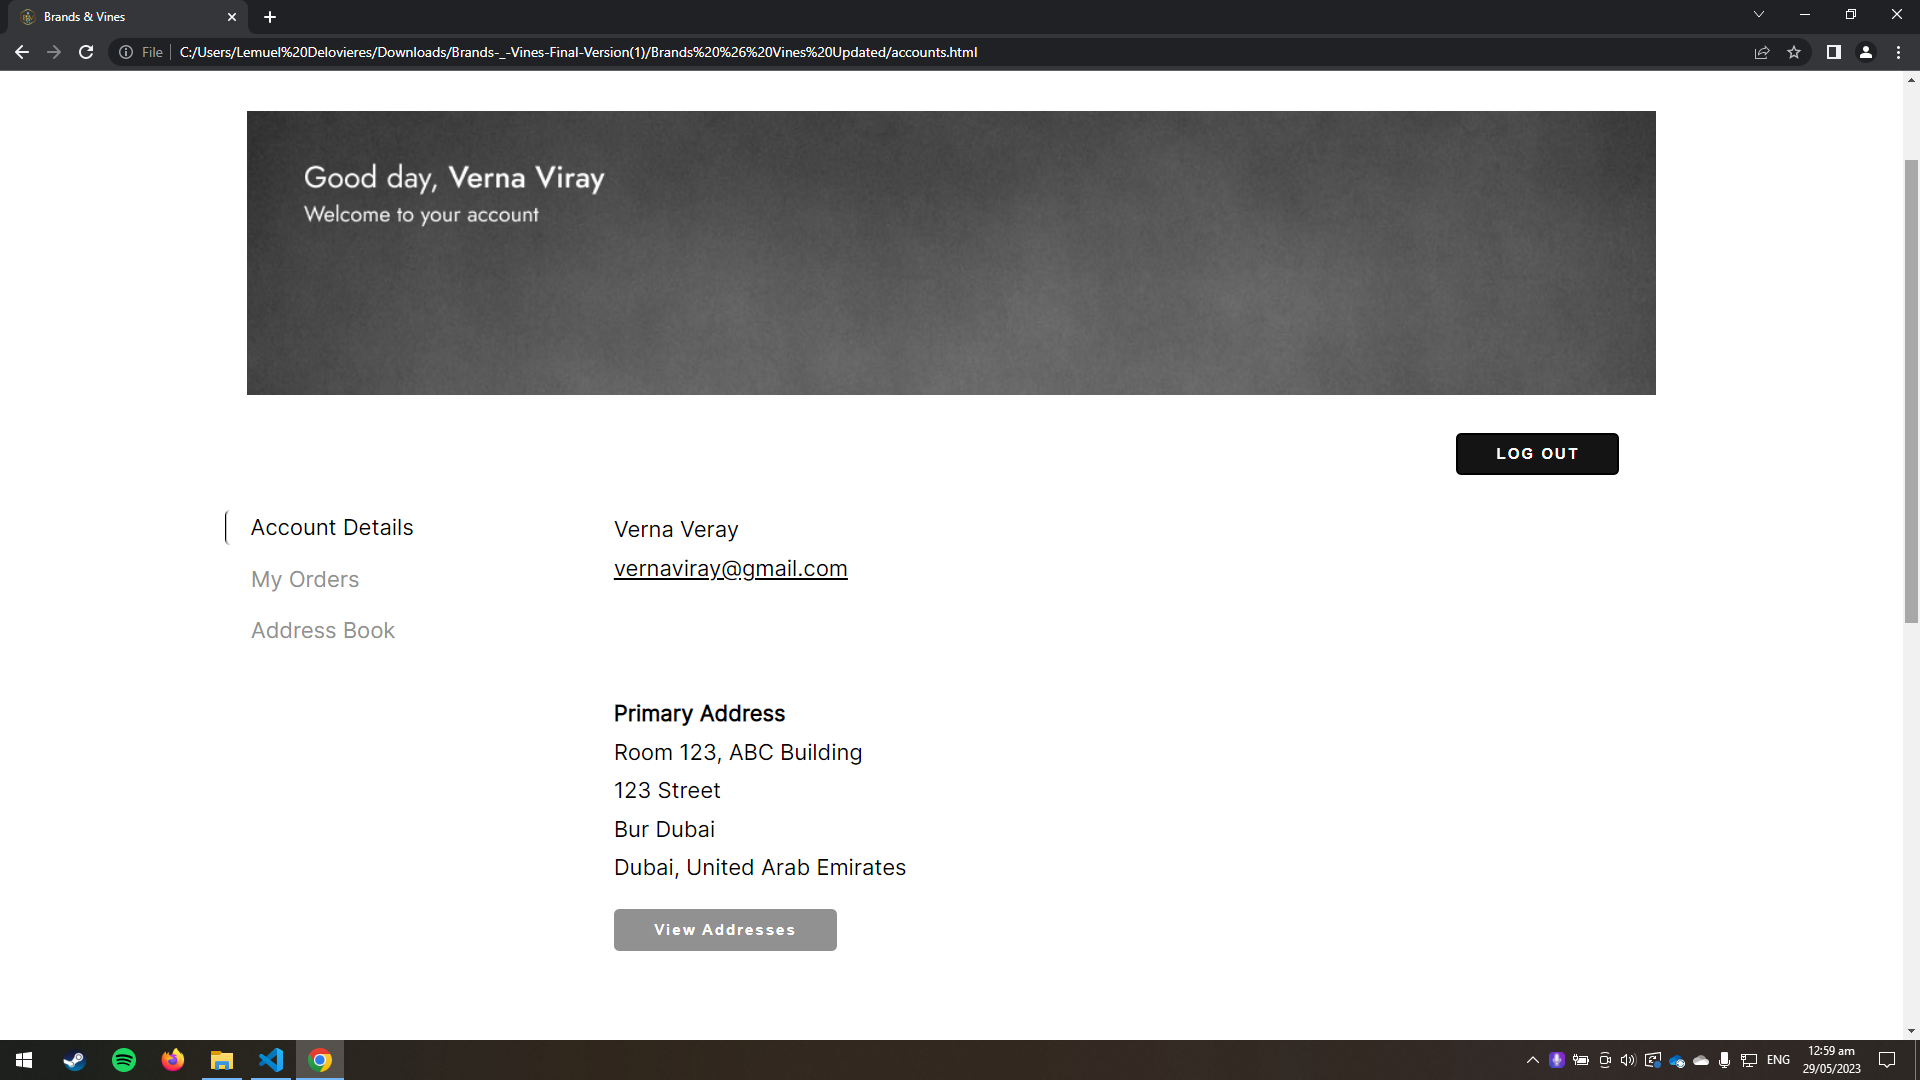 Brands & Vines
File
C:/Users/Lemuel%20Delovieres/Downloads/Brands-_-Vines-Final-Version(1)/Brands%20%26%20Vines%20Updated/accounts.html
Good day, Verna Viray
Welcome to your account
LOG OUT
Account Details
My Orders
Address Book
Verna Veray
vernaviray@gmail.com
Primary Address
Room 123, ABC Building
123 Street
Bur Dubai
Dubai, United Arab Emirates
View Addresses
ENG
12:59 am
29/05/2023